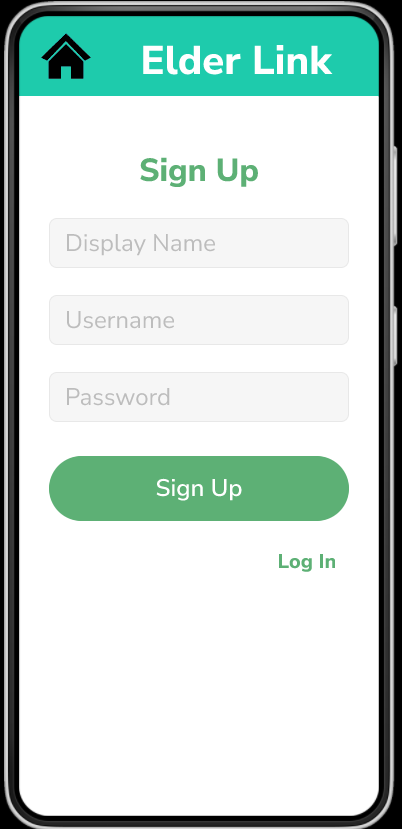 Elder Link
Sign Up
Display Name
Username
Password
Sign Up
Log In